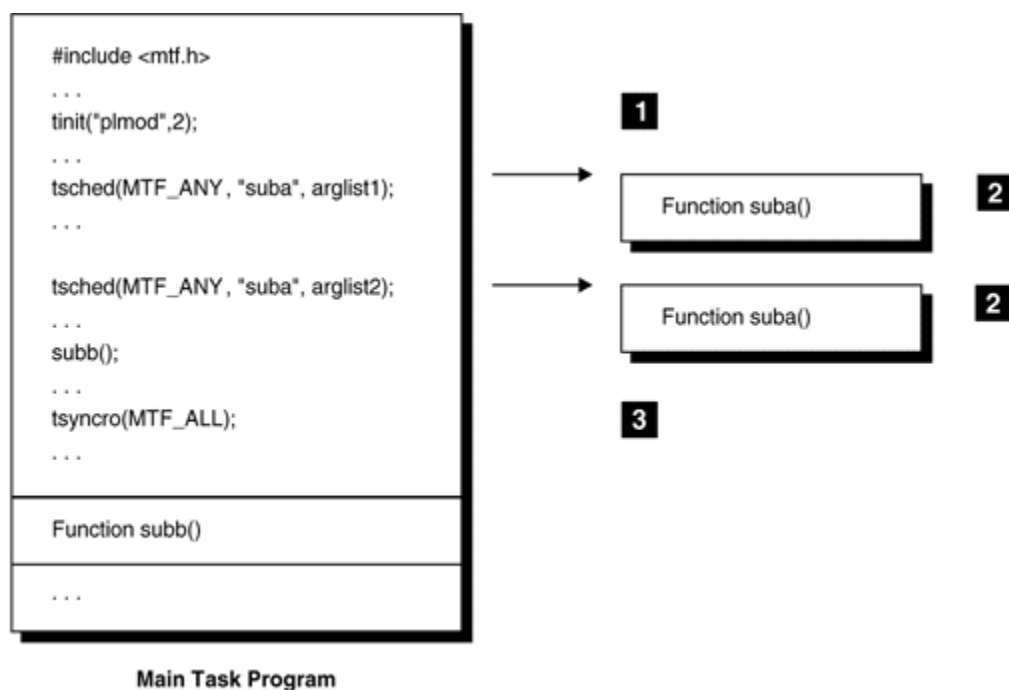 #include <mtf.h>
. . .
tinit("plmod",2);
. . .
tsched(MTF_ANY, "suba", arglist1);
. . .
tsched(MTF_ANY, "suba", arglist2);
. . .
subb();
. . .
tsyncro(MTF_ALL);
. . .
Function subb()
. . .
Main Task Program
1
Function suba()
2
Function suba()
2
3